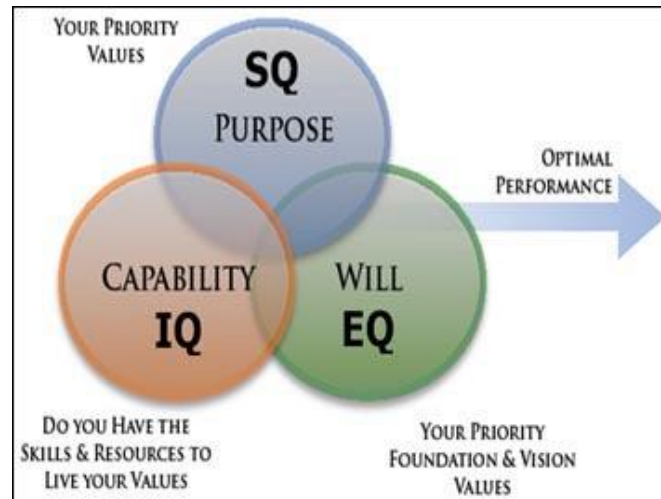 YOUR PRIORITY
VALUES
SQ
PURPOSE
OPTIMAL
PERFORMANCE
CAPABILITY
IQ
WILL
EQ
DO YOU HAVE THE
SKILLS & RESOURCES TO
LIVE YOUR VALUES
YOUR PRIORITY
FOUNDATION & VISION
VALUES